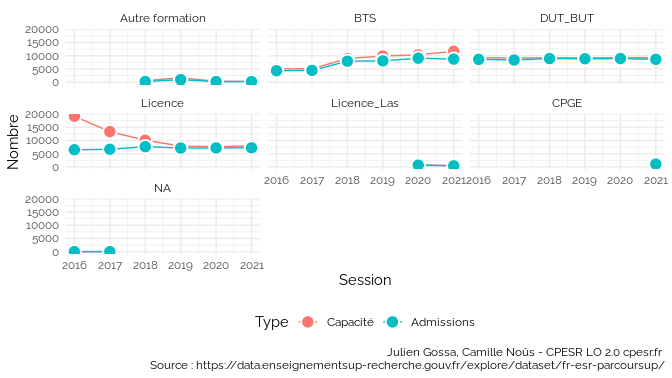 Autre formation
BTS
DUT_BUT
20000
15000
10000
5000
0
Licence
Licence_Las
CPGE
20000
15000
10000
5000
0
2016 2017 2018 2019 2020 2021
2016 2017 2018 2019 2020 2021
NA
20000
15000
10000
5000
0
2016 2017 2018 2019 2020 2021
Nombre
Session
Type Capacité Admissions
Julien Gossa, Camille Noûs - CPESR LO 2.0 cpesr.fr
Source : https://data.enseignementsup-recherche.gouv.fr/explore/dataset/fr-esr-parcoursup/